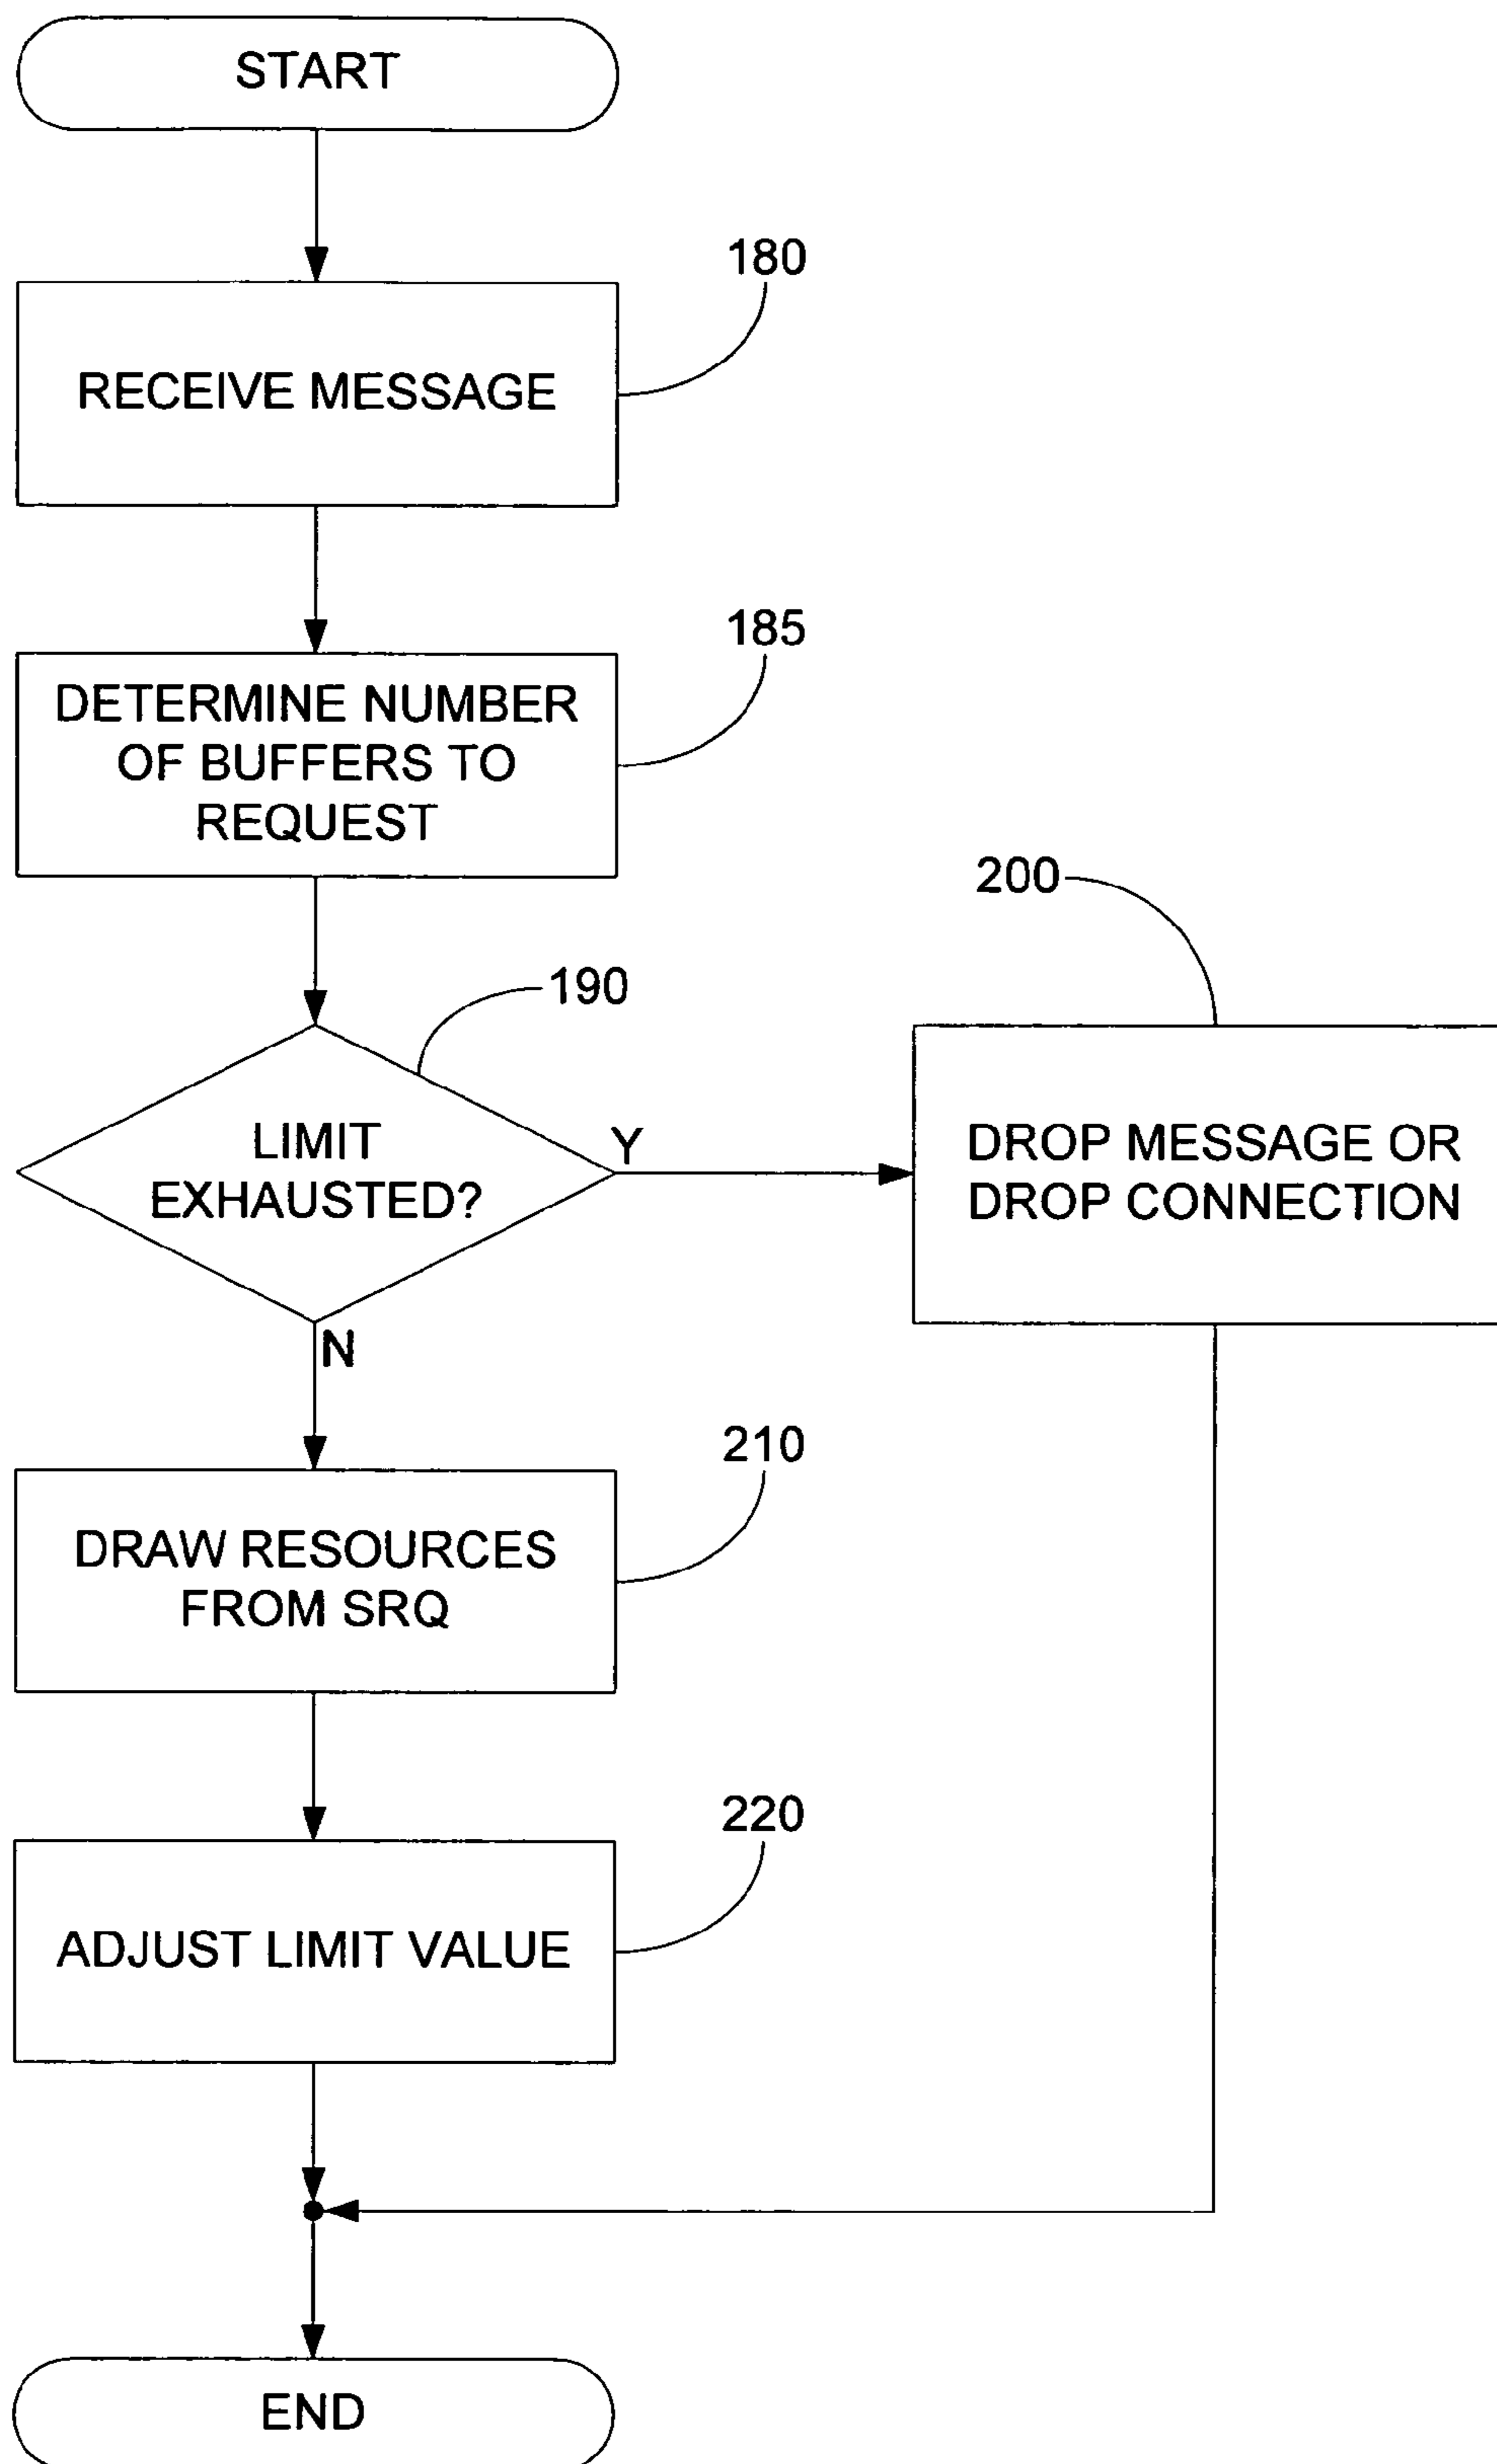 START
180
RECEIVE MESSAGE
185
DETERMINE NUMBER
OF BUFFERS TO
REQUEST
200
190
LIMIT
EXHAUSTED?
Y
DROP MESSAGE OR
DROP CONNECTION
N
210
DRAW RESOURCES
FROM SRQ
220
ADJUST LIMIT VALUE
END